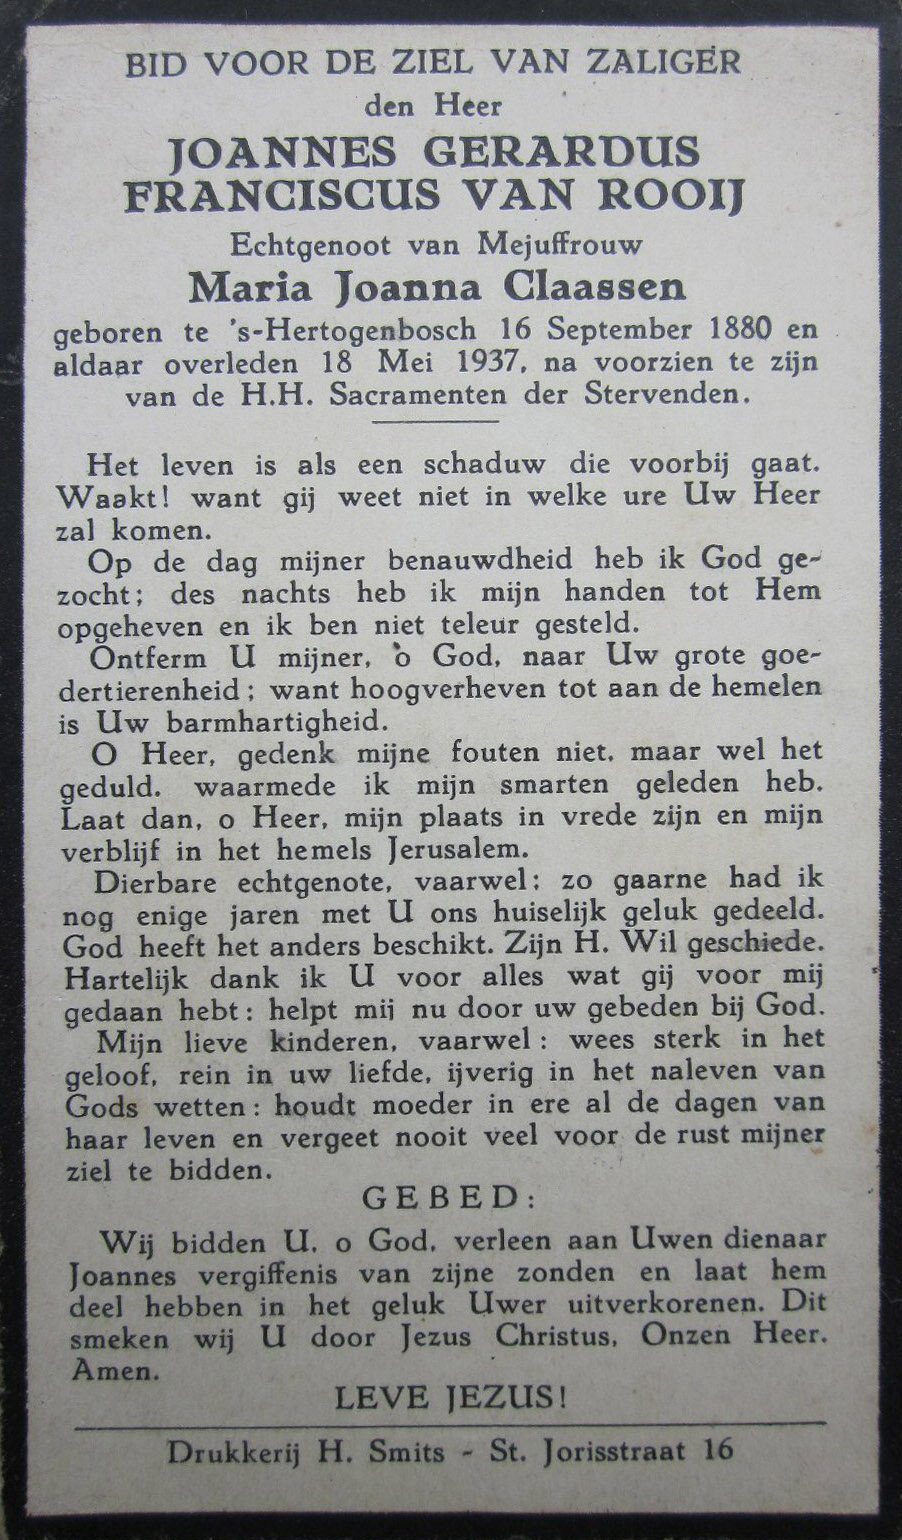 BID VOOR DE ZIEL VAN ZALIGER
den Heer
JOANNES GERARDUS
FRANCISCUS VAN ROOIJ
Echtgenoot van Mejuffrouw
Maria Joanna Claassen
geboren te 's-Hertogenbosch 16 September 1880 en
aldaar overleden 18 Mei 1937, na voorzien te zijn
van de H.H. Sacramenten der Stervenden.
Het leven is als een schaduw die voorbij gaat.
Waakt! want gij weet niet in welke ure Uw Heer
zal komen.
Op de dag mijner benauwdheid heb ik God ge-
zocht; des nachts heb ik mijn handen tot Hem
opgeheven en ik ben niet teleur gesteld.
Ontferm U mijner, o God, naar Uw grote goe-
dertierenheid; want hoogverheven tot aan de hemelen
is Uw barmhartigheid.
O Heer, gedenk mijne fouten niet, maar wel het
geduld, waarmede ik mijn smarten geleden heb.
Laat dan, o Heer, mijn plaats in vrede zijn en mijn
verblijf in het hemels Jerusalem.
Dierbare echtgenote, vaarwel; zo gaarne had ik
nog enige jaren met U ons huiselijk geluk gedeeld.
God heeft het anders beschikt. Zijn H. Wil geschiede.
Hartelijk dank ik U voor alles wat gij voor mij
gedaan hebt: helpt mij nu door uw gebeden bij God.
Mijn lieve kinderen, vaarwel: wees sterk in het
geloof, rein in uw liefde, ijverig in het naleven van
Gods wetten: houdt moeder in ere al de dagen van
haar leven en vergeet nooit veel voor de rust mijner
ziel te bidden.
GEBED:
Wij bidden U, o God, verleen aan Uwen dienaar
Joannes vergiffenis van zijne zonden en laat hem
deel hebben in het geluk Uwer uitverkorenen. Dit
smeken wij U door Jezus Christus, Onzen Heer.
Amen.
LEVE JEZUS!
Drukkerij H. Smits - St. Jorisstraat 16